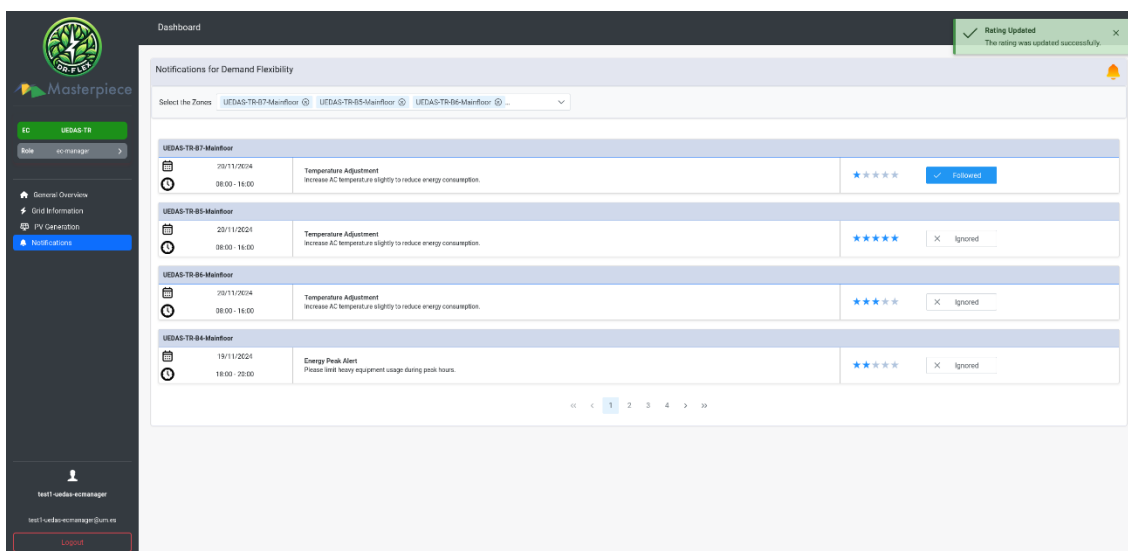 DR-FLEX
Masterpiece
EC UEDAS-TR
Role ec-manager
General Overview
Grid Information
PV Generation
Notifications
test1-uedas-ecmanager
test1-uedas-ecmanager@um.es
Logout
Dashboard
Rating Updated
The rating was updated successfully.
Notifications for Demand Flexibility
Select the Zones UEDAS-TR-B7-Mainfloor UEDAS-TR-B5-Mainfloor UEDAS-TR-B6-Mainfloor ...
UEDAS-TR-B7-Mainfloor
20/11/2024
08:00 - 16:00
Temperature Adjustment
Increase AC temperature slightly to reduce energy consumption.
Followed
UEDAS-TR-B5-Mainfloor
20/11/2024
08:00 - 16:00
Temperature Adjustment
Increase AC temperature slightly to reduce energy consumption.
Ignored
UEDAS-TR-B6-Mainfloor
20/11/2024
08:00 - 16:00
Temperature Adjustment
Increase AC temperature slightly to reduce energy consumption.
Ignored
UEDAS-TR-B4-Mainfloor
19/11/2024
18:00 - 20:00
Energy Peak Alert
Please limit heavy equipment usage during peak hours.
Ignored
« ‹ 1 2 3 4 › »